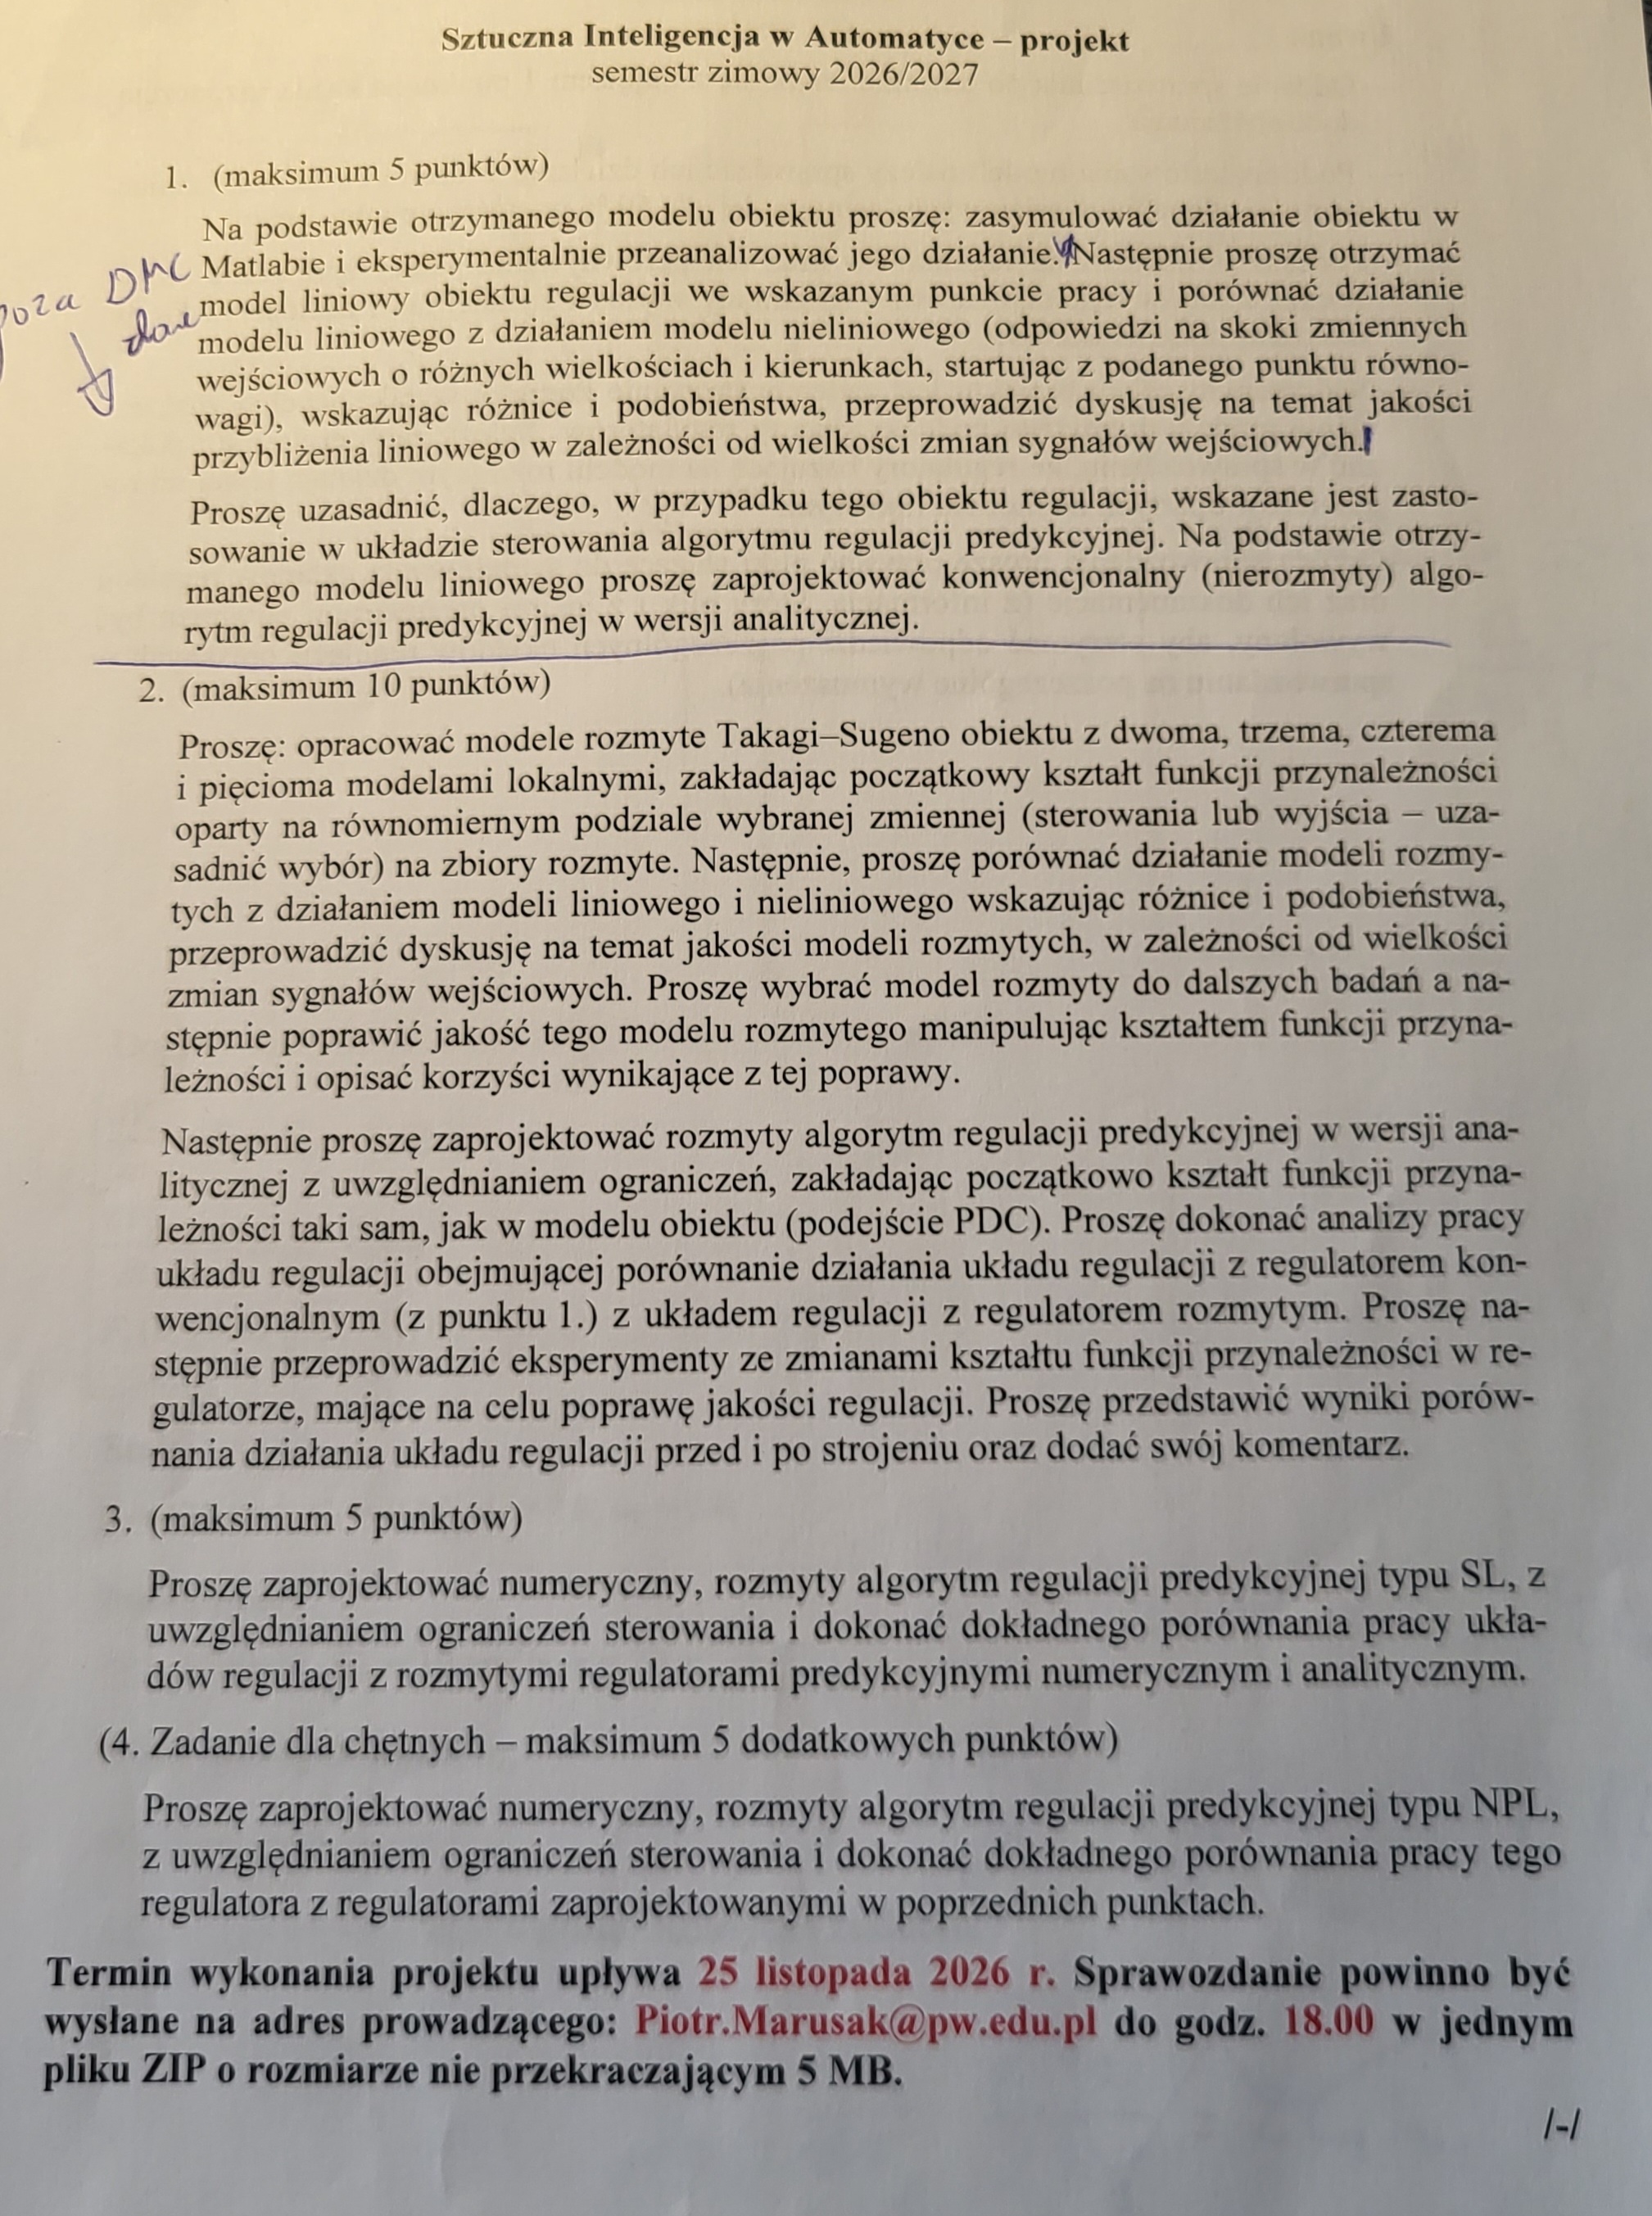 Sztuczna Inteligencja w Automatyce – projekt
semestr zimowy 2026/2027
1. (maksimum 5 punktów)
Na podstawie otrzymanego modelu obiektu proszę: zasymulować działanie obiektu w
Matlabie i eksperymentalnie przeanalizować jego działanie. Następnie proszę otrzymać
model liniowy obiektu regulacji we wskazanym punkcie pracy i porównać działanie
modelu liniowego z działaniem modelu nieliniowego (odpowiedzi na skoki zmiennych
wejściowych o różnych wielkościach i kierunkach, startując z podanego punktu równo-
wagi), wskazując różnice i podobieństwa, przeprowadzić dyskusję na temat jakości
przybliżenia liniowego w zależności od wielkości zmian sygnałów wejściowych.
poza DMC
Proszę uzasadnić, dlaczego, w przypadku tego obiektu regulacji, wskazane jest zasto-
sowanie w układzie sterowania algorytmu regulacji predykcyjnej. Na podstawie otrzy-
manego modelu liniowego proszę zaprojektować konwencjonalny (nierozmyty) algo-
rytm regulacji predykcyjnej w wersji analitycznej.
2. (maksimum 10 punktów)
Proszę: opracować modele rozmyte Takagi–Sugeno obiektu z dwoma, trzema, czterema
i pięcioma modelami lokalnymi, zakładając początkowy kształt funkcji przynależności
oparty na równomiernym podziale wybranej zmiennej (sterowania lub wyjścia – uza-
sadnić wybór) na zbiory rozmyte. Następnie, proszę porównać działanie modeli rozmy-
tych z działaniem modeli liniowego i nieliniowego wskazując różnice i podobieństwa,
przeprowadzić dyskusję na temat jakości modeli rozmytych, w zależności od wielkości
zmian sygnałów wejściowych. Proszę wybrać model rozmyty do dalszych badań a na-
stępnie poprawić jakość tego modelu rozmytego manipulując kształtem funkcji przyna-
leżności i opisać korzyści wynikające z tej poprawy.
Następnie proszę zaprojektować rozmyty algorytm regulacji predykcyjnej w wersji ana-
litycznej z uwzględnianiem ograniczeń, zakładając początkowo kształt funkcji przyna-
leżności taki sam, jak w modelu obiektu (podejście PDC). Proszę dokonać analizy pracy
układu regulacji obejmującej porównanie działania układu regulacji z regulatorem kon-
wencjonalnym (z punktu 1.) z układem regulacji z regulatorem rozmytym. Proszę na-
stępnie przeprowadzić eksperymenty ze zmianami kształtu funkcji przynależności w re-
gulatorze, mające na celu poprawę jakości regulacji. Proszę przedstawić wyniki porów-
nania działania układu regulacji przed i po strojeniu oraz dodać swój komentarz.
3. (maksimum 5 punktów)
Proszę zaprojektować numeryczny, rozmyty algorytm regulacji predykcyjnej typu SL, z
uwzględnianiem ograniczeń sterowania i dokonać dokładnego porównania pracy ukła-
dów regulacji z rozmytymi regulatorami predykcyjnymi numerycznym i analitycznym.
(4. Zadanie dla chętnych – maksimum 5 dodatkowych punktów)
Proszę zaprojektować numeryczny, rozmyty algorytm regulacji predykcyjnej typu NPL,
z uwzględnianiem ograniczeń sterowania i dokonać dokładnego porównania pracy tego
regulatora z regulatorami zaprojektowanymi w poprzednich punktach.
Termin wykonania projektu upływa 25 listopada 2026 r. Sprawozdanie powinno być
wysłane na adres prowadzącego: Piotr.Marusak@pw.edu.pl do godz. 18.00 w jednym
pliku ZIP o rozmiarze nie przekraczającym 5 MB.
/-/